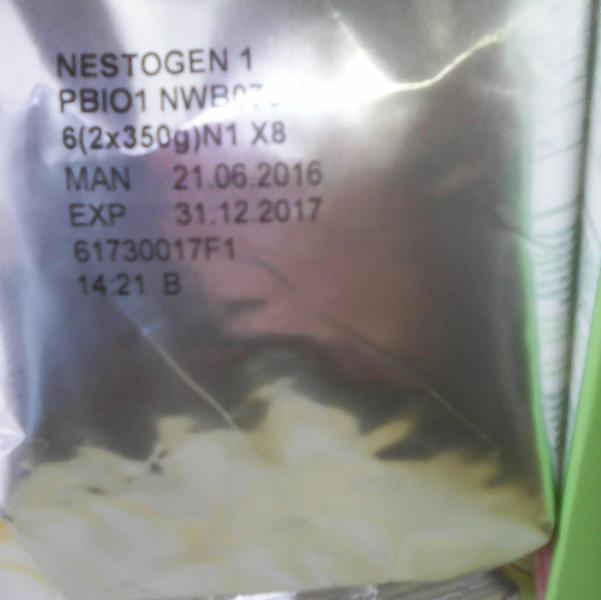 NESTOGEN 1
PBIO1
6(2x350g)N1 X8
MAN 21.06.2016
EXP 31.12.2017
61730017F1
14:21 B